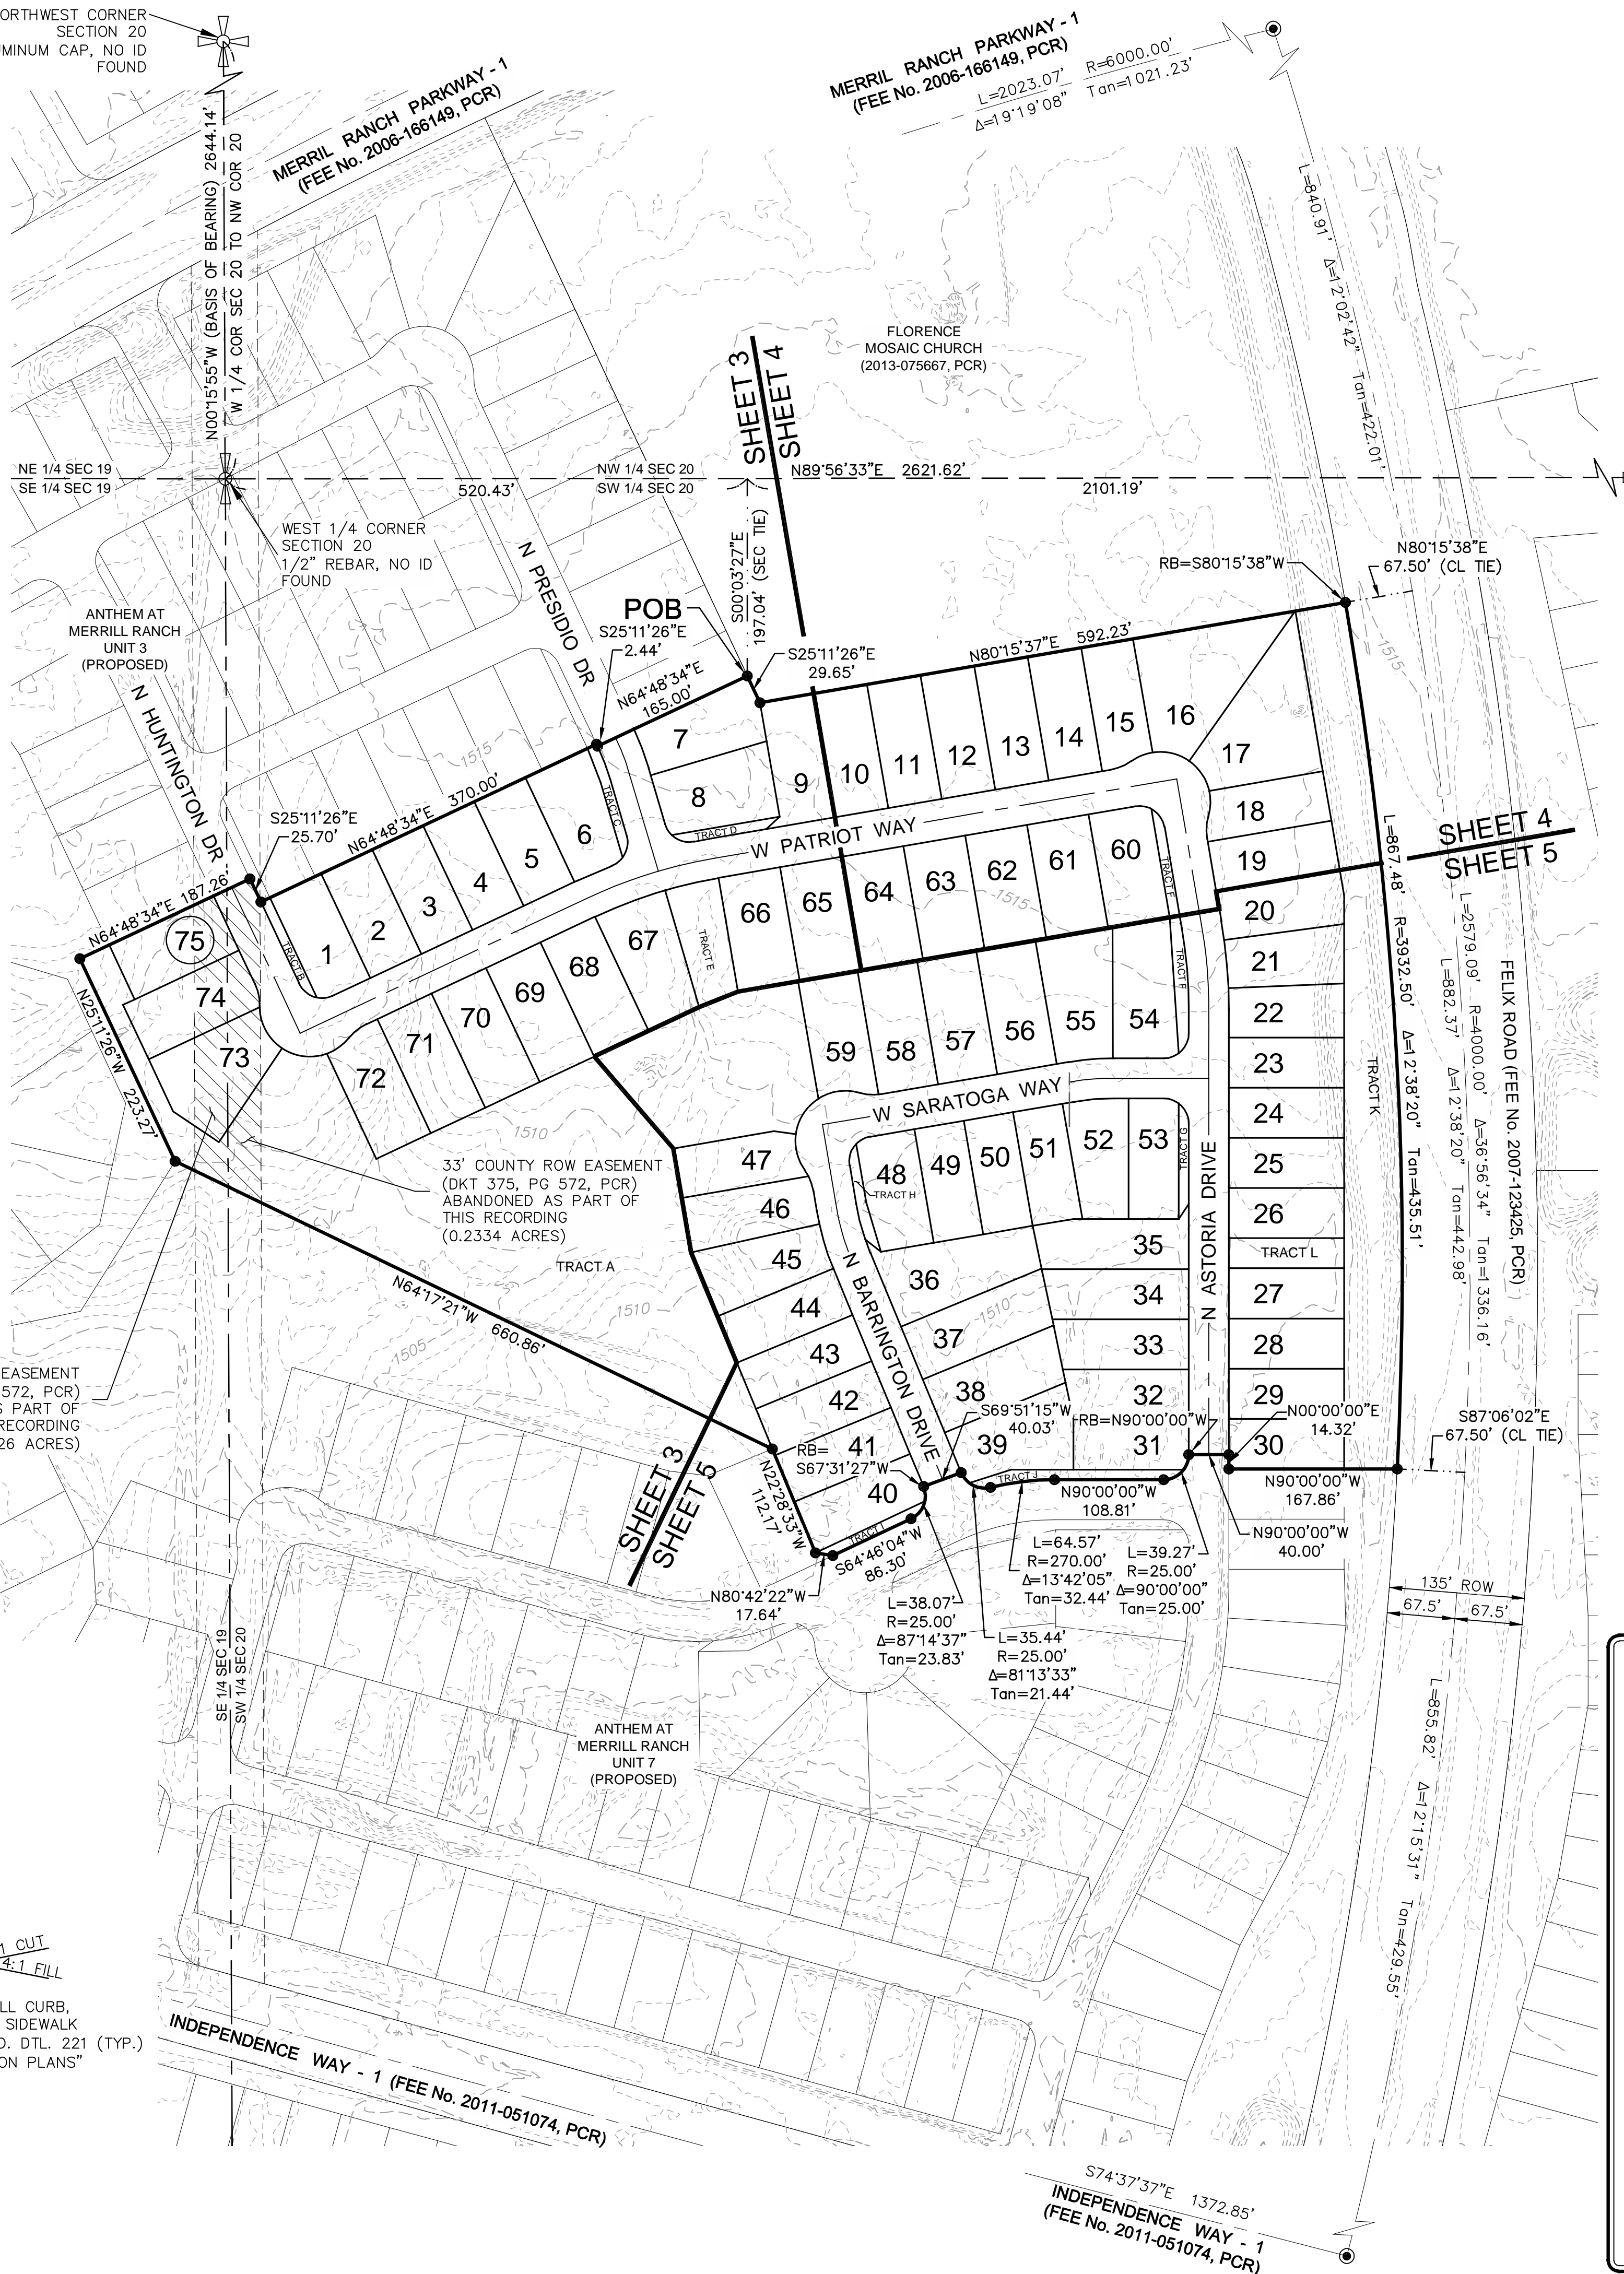 ORTHWEST CORNER
SECTION 20
UMINUM CAP, NO ID
FOUND
MERRIL RANCH PARKWAY - 1
(FEE No. 2006-166149, PCR)
MERRIL RANCH PARKWAY - 1
(FEE No. 2006-166149, PCR)
L=2023.07' R=6000.00'
Δ=19°19'08" Tan=1021.23'
N00°15'55"W (BASIS OF BEARING) 2644.14'
W 1/4 COR SEC 20 TO NW COR 20
L=840.91' Δ=12°02'42" Tan=422.01'
FLORENCE
MOSAIC CHURCH
(2013-075667, PCR)
SHEET 3
SHEET 4
NE 1/4 SEC 19
SE 1/4 SEC 19
520.43'
NW 1/4 SEC 20
SW 1/4 SEC 20
N89°56'33"E 2621.62'
2101.19'
WEST 1/4 CORNER
SECTION 20
1/2" REBAR, NO ID
FOUND
S00°03'27"E
197.04' (SEC TIE)
N80°15'38"E
67.50' (CL TIE)
RB=S80°15'38"W
ANTHEM AT
MERRILL RANCH
UNIT 3
(PROPOSED)
N PRESIDIO DR
N HUNTINGTON DR
POB
S25°11'26"E
2.44'
N64°48'34"E
165.00'
S25°11'26"E
29.65'
N80°15'37"E 592.23'
1515
1515
S25°11'26"E
25.70'
N64°48'34"E 370.00'
N64°48'34"E 187.26'
N25°11'26"W 223.27'
7
8
9
10
11
12
13
14
15
16
17
18
19
TRACT C
TRACT D
W PATRIOT WAY
1
2
3
4
5
6
TRACT B
75
74
73
72
71
70
69
68
67
TRACT E
66
65
64
63
62
61
60
1515
TRACT F
SHEET 4
SHEET 5
L=867.48' R=3932.50' Δ=12°38'20" Tan=435.51'
L=2579.09' R=4000.00' Δ=36°56'34" Tan=1336.16'
L=882.37' Δ=12°38'20" Tan=442.98'
FELIX ROAD (FEE No. 2007-123425, PCR)
TRACT K
20
21
22
23
24
25
26
TRACT L
27
28
29
30
TRACT F
59
58
57
56
55
54
W SARATOGA WAY
N ASTORIA DRIVE
48
TRACT H
49
50
51
52
53
TRACT G
47
46
45
44
43
42
41
40
N BARRINGTON DRIVE
35
36
34
37
33
38
32
39
31
1510
1510
1510
1505
33' COUNTY ROW EASEMENT
(DKT 375, PG 572, PCR)
ABANDONED AS PART OF
THIS RECORDING
(0.2334 ACRES)
TRACT A
N64°17'21"W 660.86'
EASEMENT
572, PCR)
S PART OF
RECORDING
26 ACRES)
SHEET 3
SHEET 5
RB=
S67°31'27"W
S69°51'15"W
40.03'
RB=N90°00'00"W
N00°00'00"E
14.32'
S87°06'02"E
67.50' (CL TIE)
N22°28'33"W
112.17'
TRACT I
TRACT J
S64°46'04"W
86.30'
N80°42'22"W
17.64'
N90°00'00"W
108.81'
N90°00'00"W
167.86'
N90°00'00"W
40.00'
L=38.07'
R=25.00'
Δ=87°14'37"
Tan=23.83'
L=35.44'
R=25.00'
Δ=81°13'33"
Tan=21.44'
L=64.57'
R=270.00'
Δ=13°42'05"
Tan=32.44'
L=39.27'
R=25.00'
Δ=90°00'00"
Tan=25.00'
135' ROW
67.5' 67.5'
L=855.82' Δ=12°15'31" Tan=429.55'
SE 1/4 SEC 19
SW 1/4 SEC 20
ANTHEM AT
MERRILL RANCH
UNIT 7
(PROPOSED)
1 CUT
4:1 FILL
LL CURB,
SIDEWALK
D. DTL. 221 (TYP.)
ON PLANS"
INDEPENDENCE WAY - 1 (FEE No. 2011-051074, PCR)
S74°37'37"E 1372.85'
INDEPENDENCE WAY - 1
(FEE No. 2011-051074, PCR)